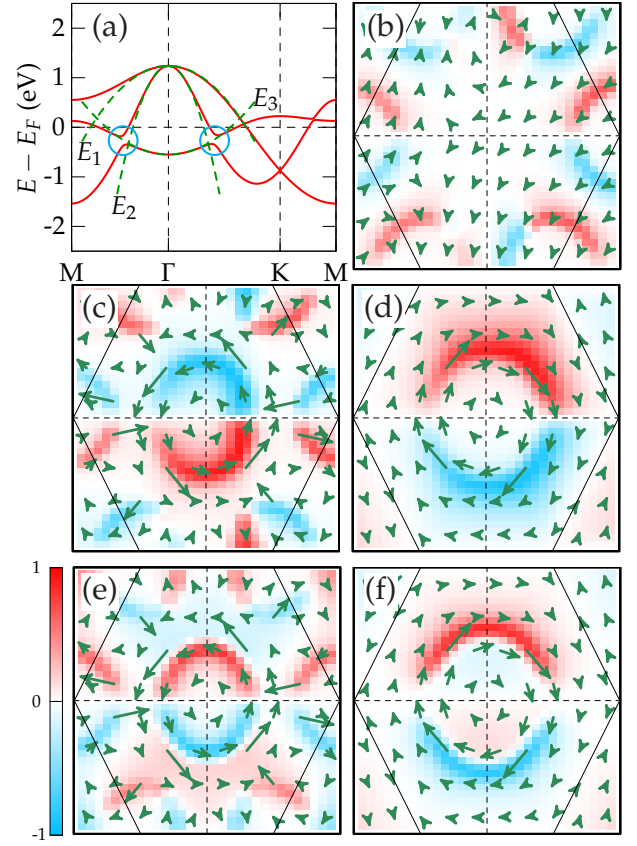 (a)
E − E_F (eV)
2
1
0
-1
-2
E_1
E_2
E_3
M Γ K M
(b)
(c)
(d)
(e)
(f)
1
0
-1